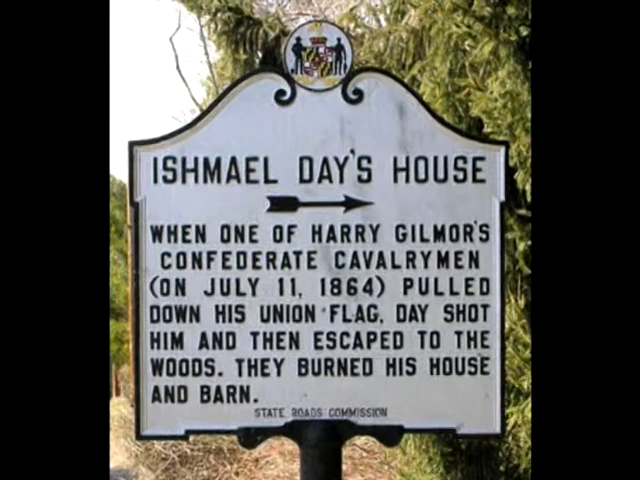 ISHMAEL DAY'S HOUSE
WHEN ONE OF HARRY GILMOR'S
CONFEDERATE CAVALRYMEN
(ON JULY 11, 1864) PULLED
DOWN HIS UNION FLAG, DAY SHOT
HIM AND THEN ESCAPED TO THE
WOODS. THEY BURNED HIS HOUSE
AND BARN.
STATE ROADS COMMISSION